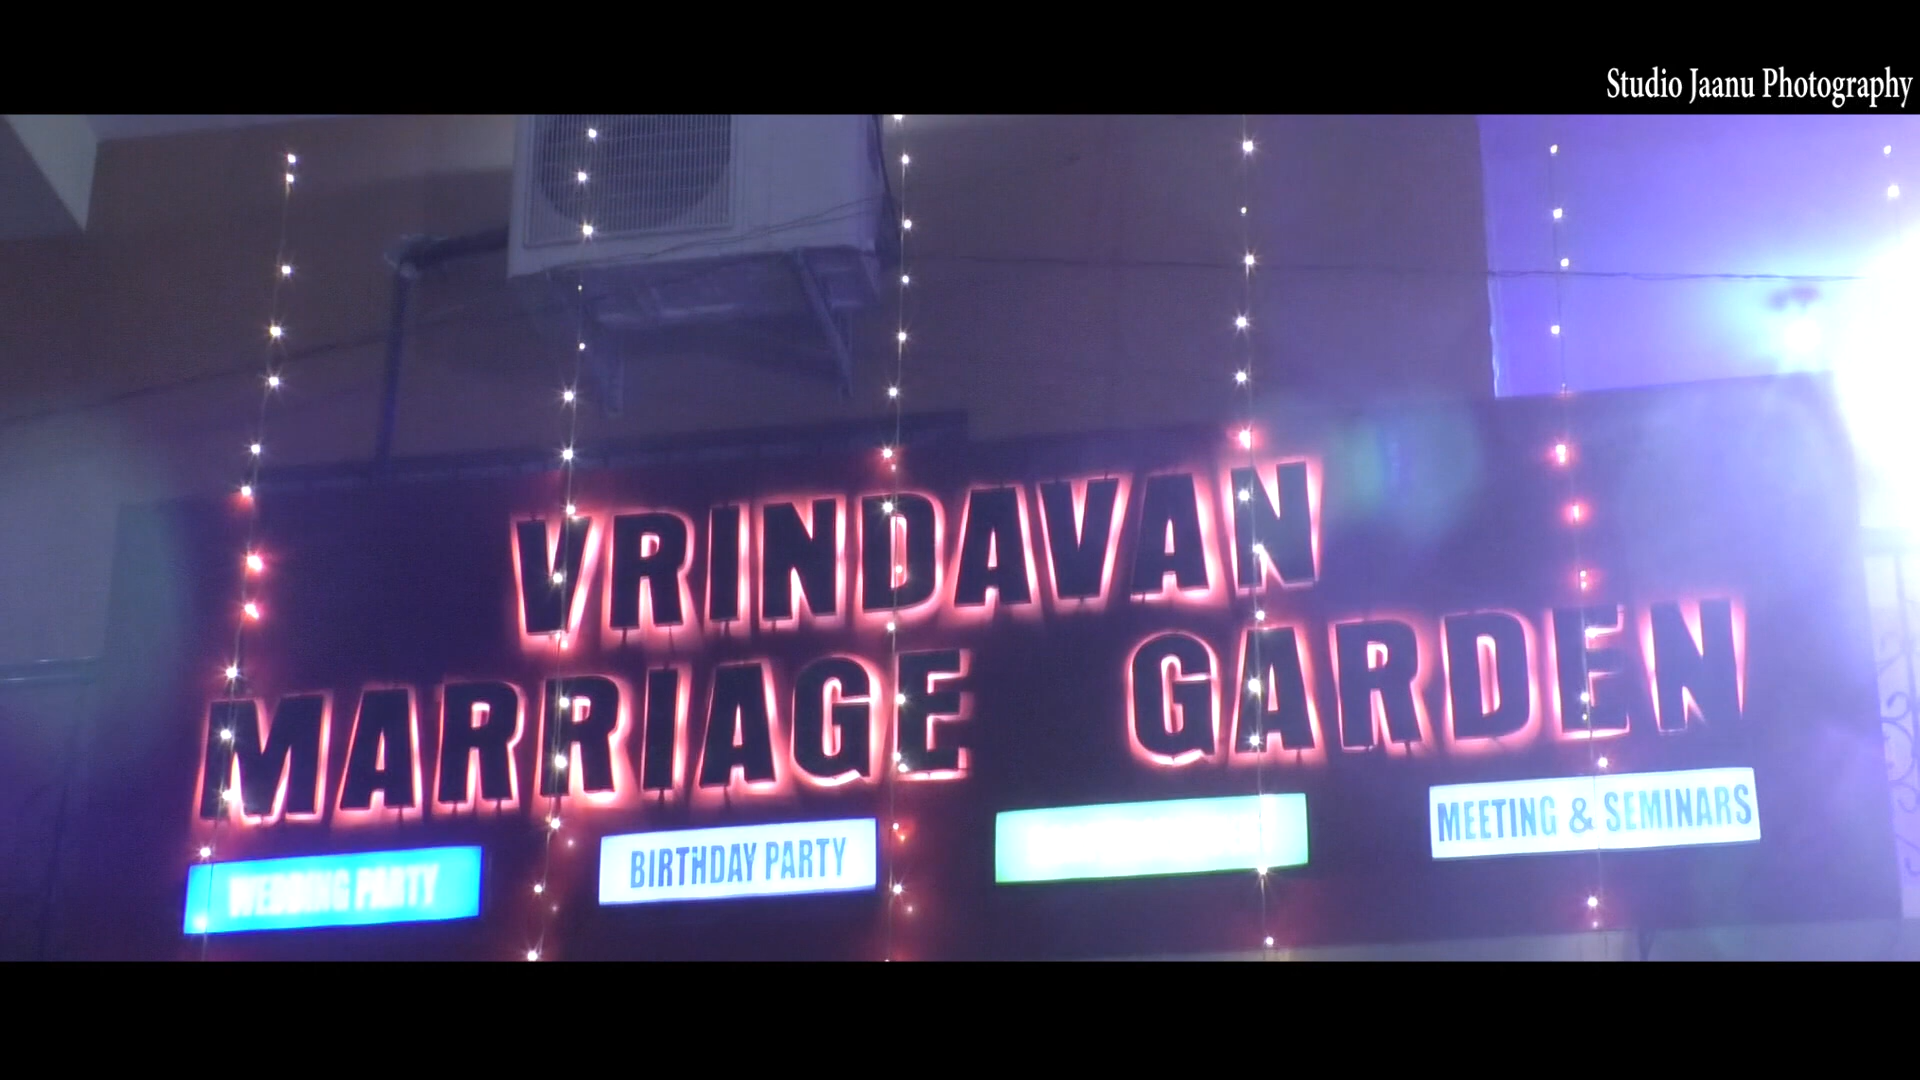 Studio Jaanu Photography
VRINDAVAN
MARRIAGE GARDEN
WEDDING PARTY
BIRTHDAY PARTY
MEETING & SEMINARS